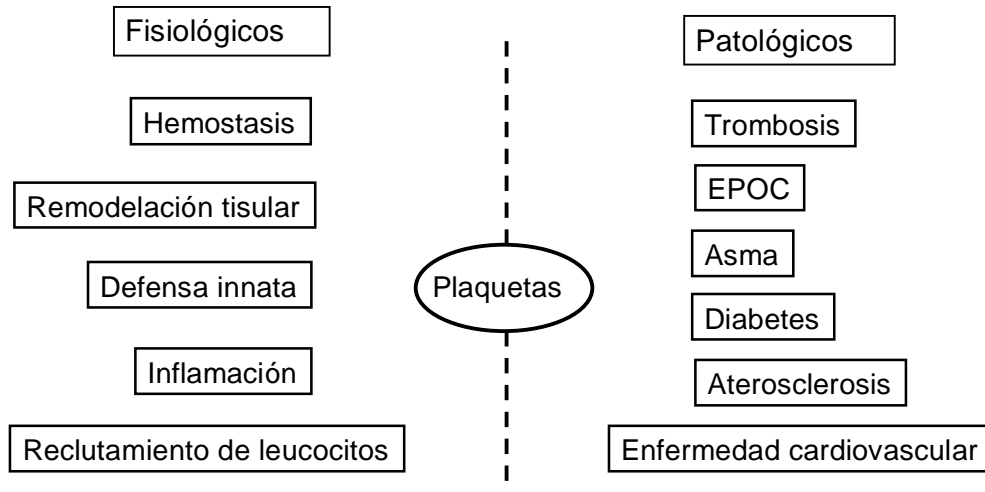 Fisiológicos
Hemostasis
Remodelación tisular
Defensa innata
Inflamación
Reclutamiento de leucocitos
Plaquetas
Patológicos
Trombosis
EPOC
Asma
Diabetes
Aterosclerosis
Enfermedad cardiovascular